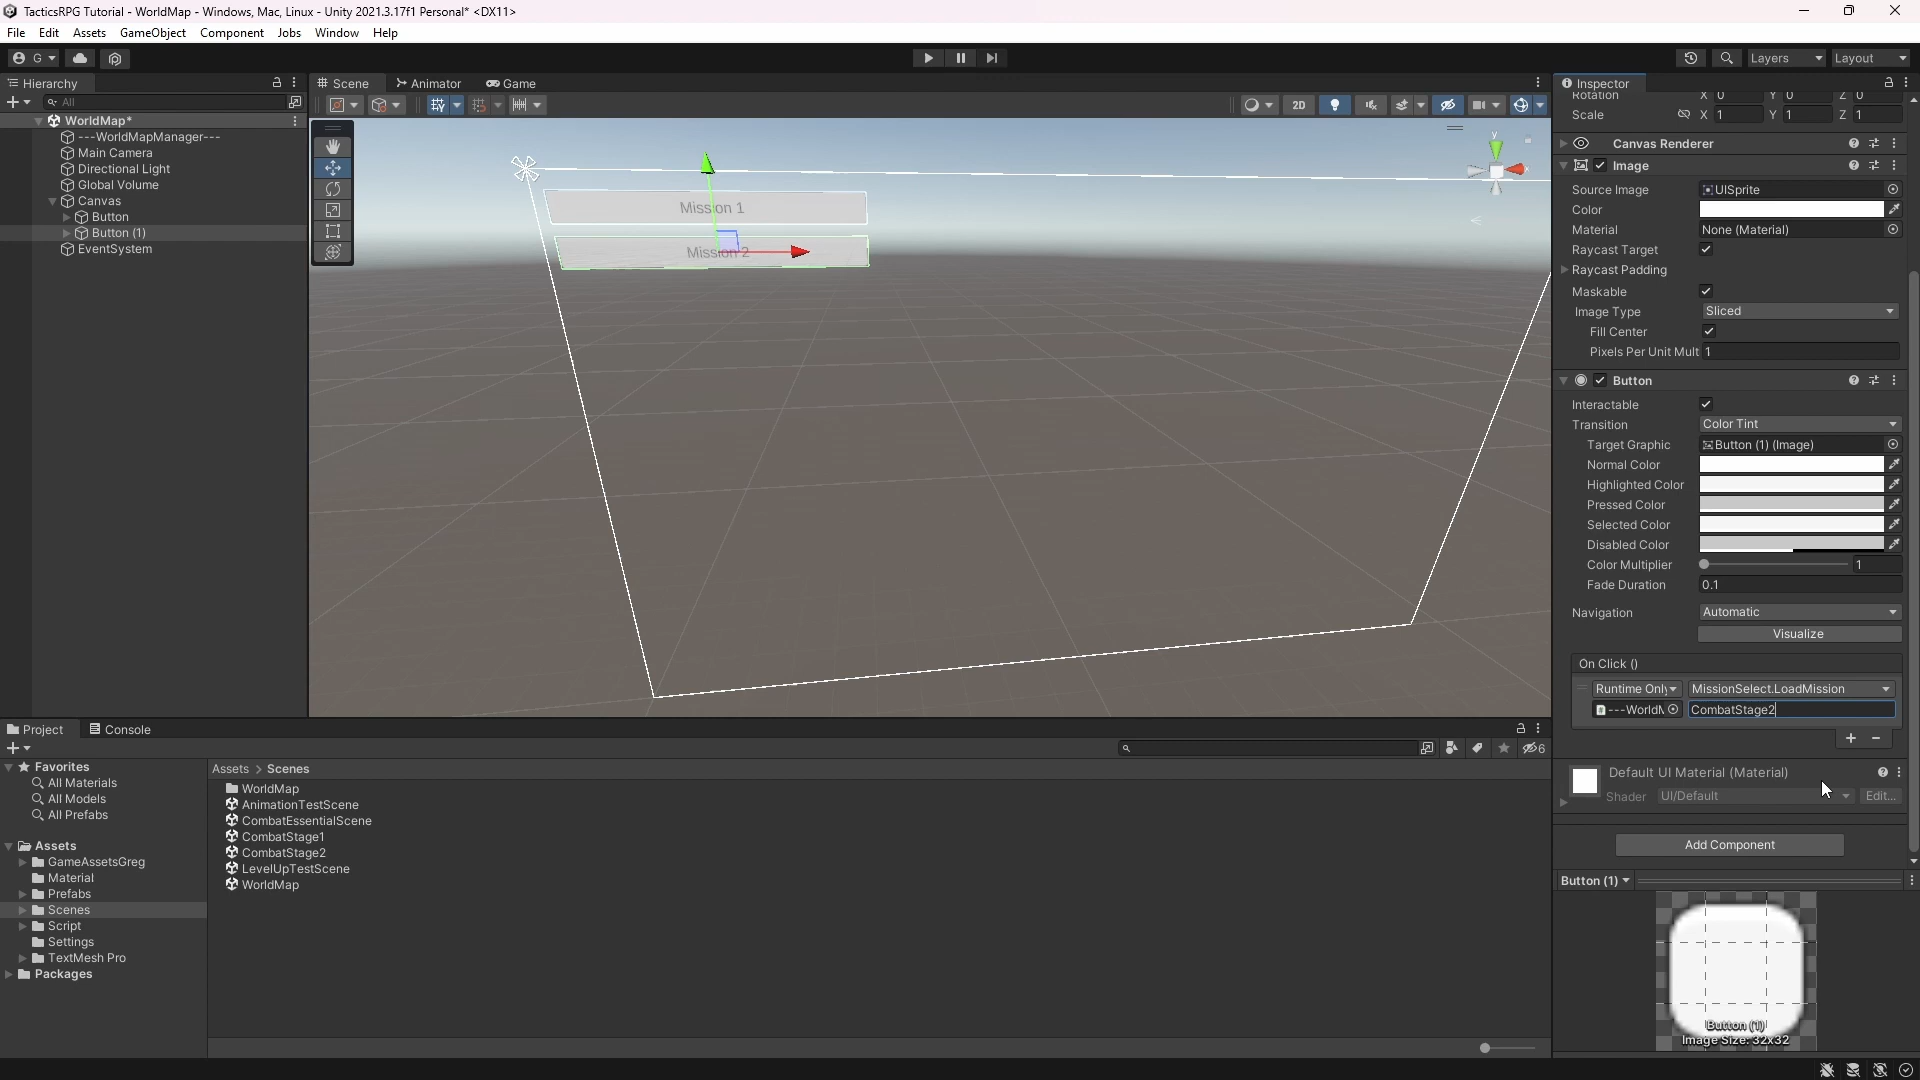 TacticsRPG Tutorial - WorldMap - Windows, Mac, Linux - Unity 2021.3.17f1 Personal* <DX11>
File Edit Assets GameObject Component Jobs Window Help
G Layers Layout
Hierarchy
All
WorldMap*
---WorldMapManager---
Main Camera
Directional Light
Global Volume
Canvas
Button
Button (1)
EventSystem
Scene Animator Game
2D
y
Mission 1
Mission 2
Inspector
Rotation X 0 Y 0 Z 0
Scale X 1 Y 1 Z 1
Canvas Renderer
Image
Source Image UISprite
Color
Material None (Material)
Raycast Target
Raycast Padding
Maskable
Image Type Sliced
Fill Center
Pixels Per Unit Mult 1
Button
Interactable
Transition Color Tint
Target Graphic Button (1) (Image)
Normal Color
Highlighted Color
Pressed Color
Selected Color
Disabled Color
Color Multiplier 1
Fade Duration 0.1
Navigation Automatic
Visualize
On Click ()
Runtime Only MissionSelect.LoadMission
---WorldM CombatStage2
+ −
Default UI Material (Material)
Shader UI/Default Edit...
Add Component
Button (1)
Button (1)
Image Size: 32x32
Project Console
6
Favorites
All Materials
All Models
All Prefabs
Assets
GameAssetsGreg
Material
Prefabs
Scenes
Script
Settings
TextMesh Pro
Packages
Assets > Scenes
WorldMap
AnimationTestScene
CombatEssentialScene
CombatStage1
CombatStage2
LevelUpTestScene
WorldMap